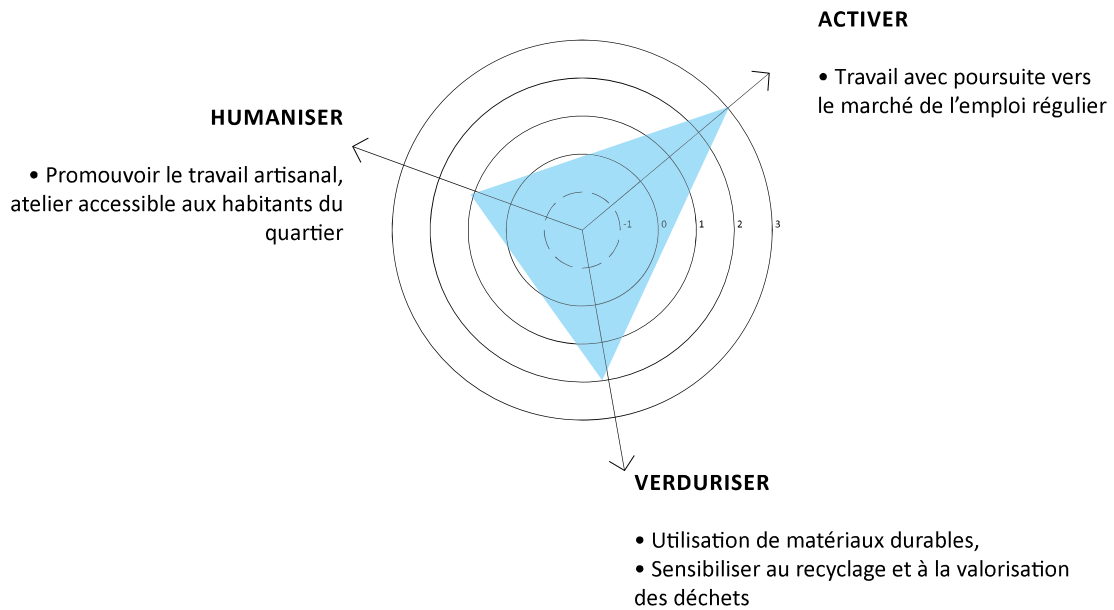 ACTIVER
• Travail avec poursuite vers
le marché de l’emploi régulier
HUMANISER
• Promouvoir le travail artisanal,
atelier accessible aux habitants du
quartier
-1 0 1 2 3
VERDURISER
• Utilisation de matériaux durables,
• Sensibiliser au recyclage et à la valorisation
des déchets